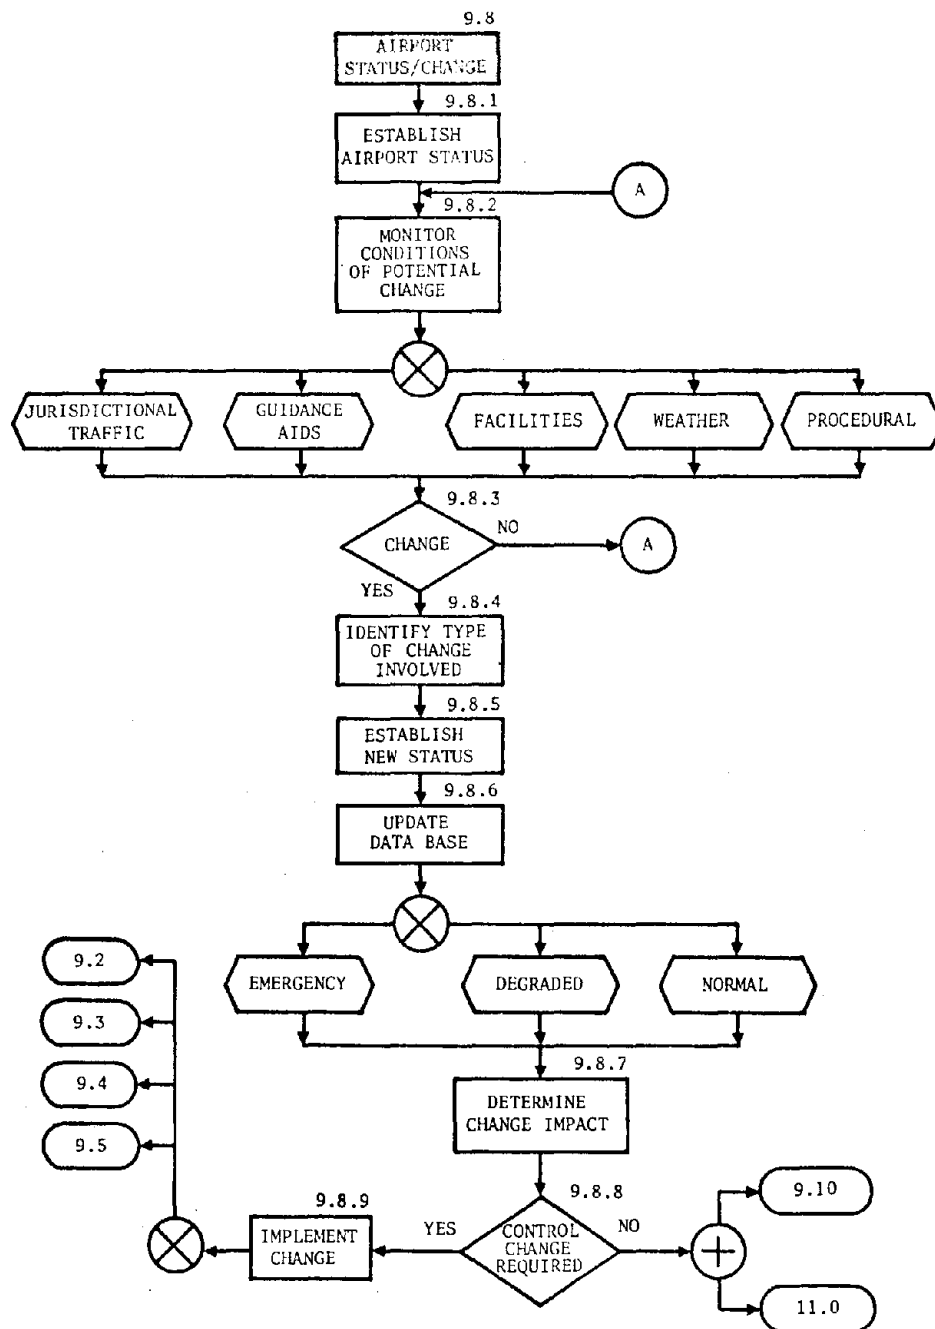 9.8
AIRPORT
STATUS/CHANGE
9.8.1
ESTABLISH
AIRPORT STATUS
A
9.8.2
MONITOR
CONDITIONS
OF POTENTIAL
CHANGE
JURISDICTIONAL
TRAFFIC
GUIDANCE
AIDS
FACILITIES
WEATHER
PROCEDURAL
9.8.3
CHANGE
NO
A
YES
9.8.4
IDENTIFY TYPE
OF CHANGE
INVOLVED
9.8.5
ESTABLISH
NEW STATUS
9.8.6
UPDATE
DATA BASE
EMERGENCY
DEGRADED
NORMAL
9.2
9.3
9.4
9.5
9.8.7
DETERMINE
CHANGE IMPACT
9.8.8
CONTROL
CHANGE
REQUIRED
YES
NO
9.8.9
IMPLEMENT
CHANGE
9.10
11.0